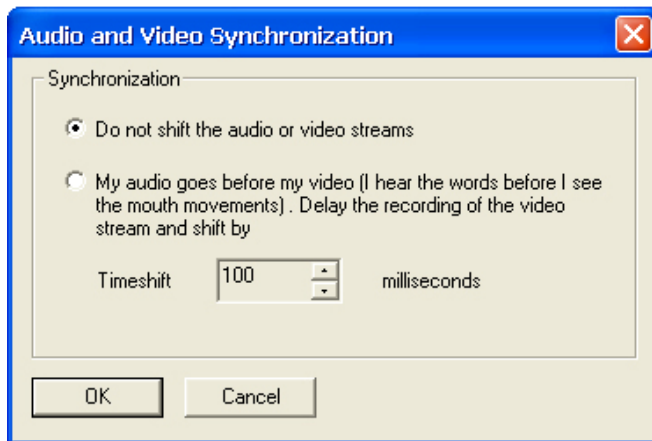 Audio and Video Synchronization
Synchronization
Do not shift the audio or video streams
My audio goes before my video (I hear the words before I see
the mouth movements) . Delay the recording of the video
stream and shift by
Timeshift 100 milliseconds
OK Cancel